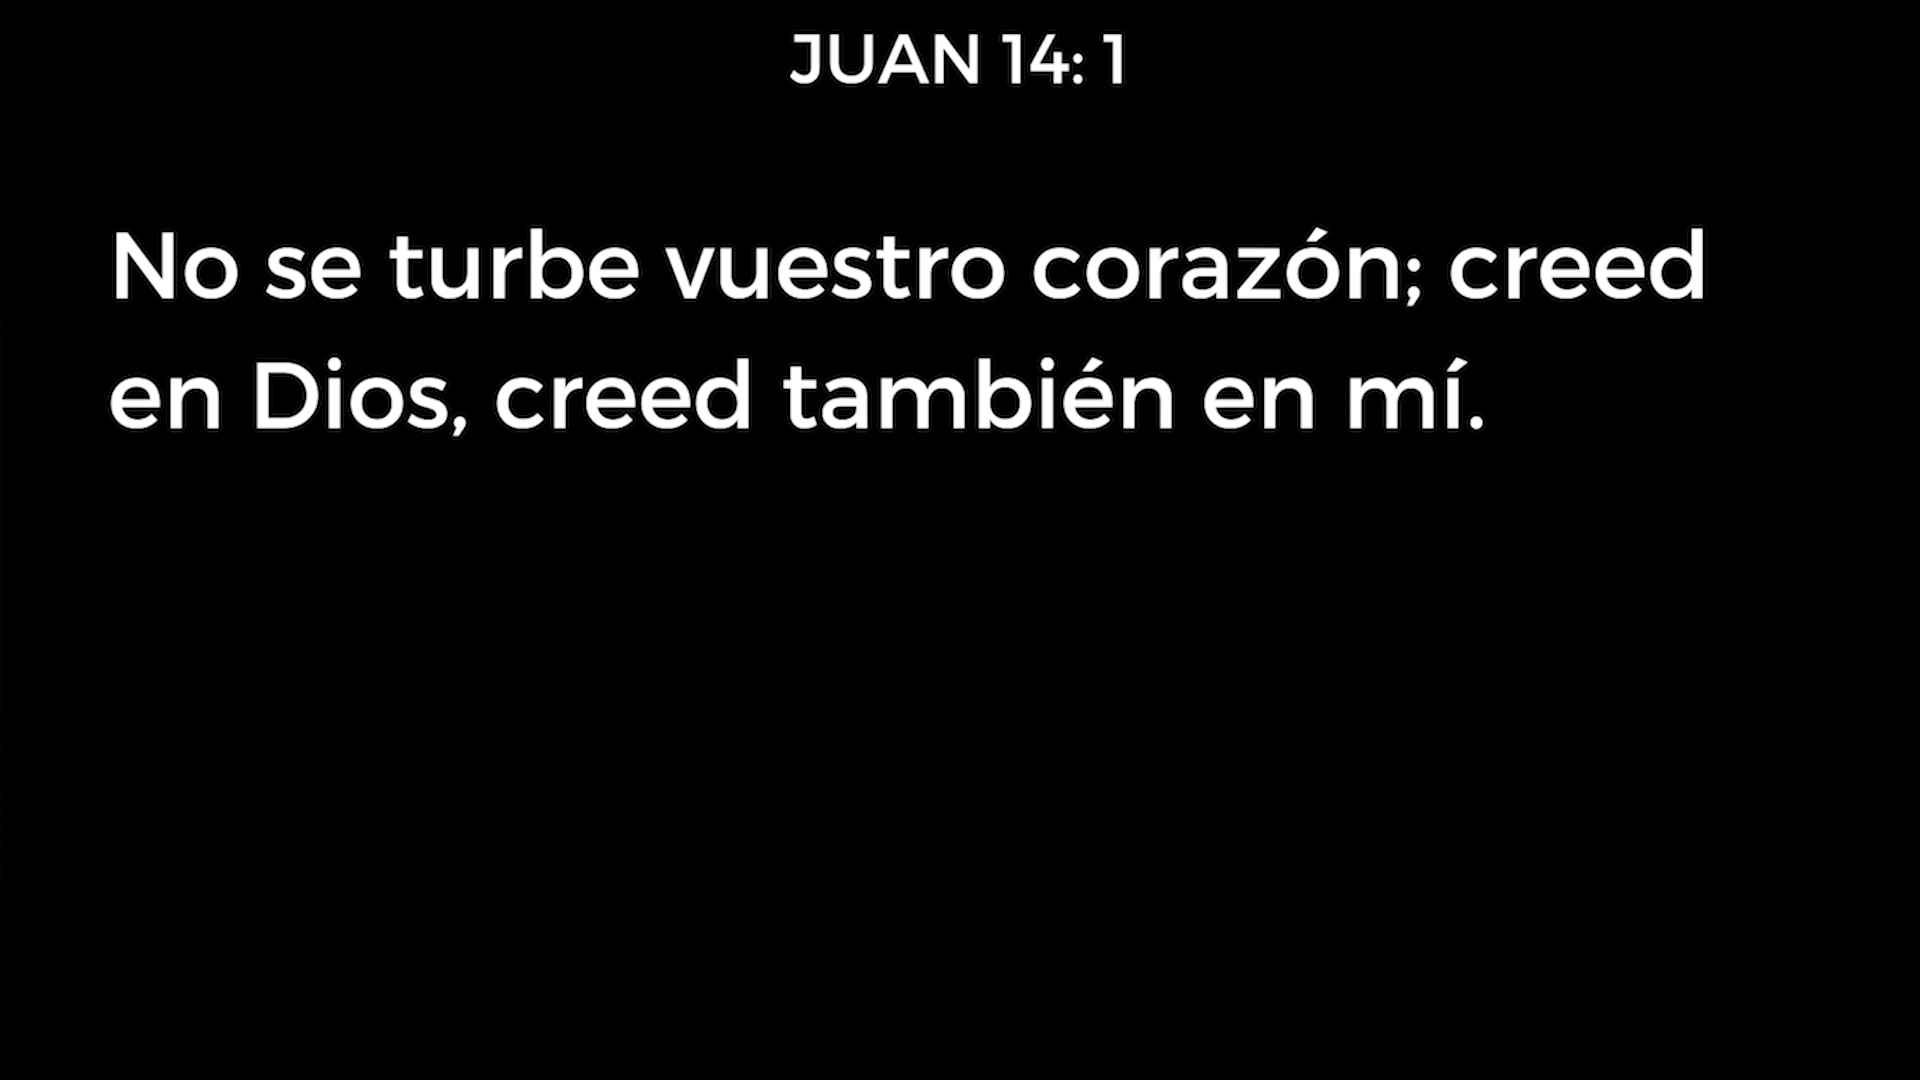 JUAN 14: 1
No se turbe vuestro corazón; creed
en Dios, creed también en mí.